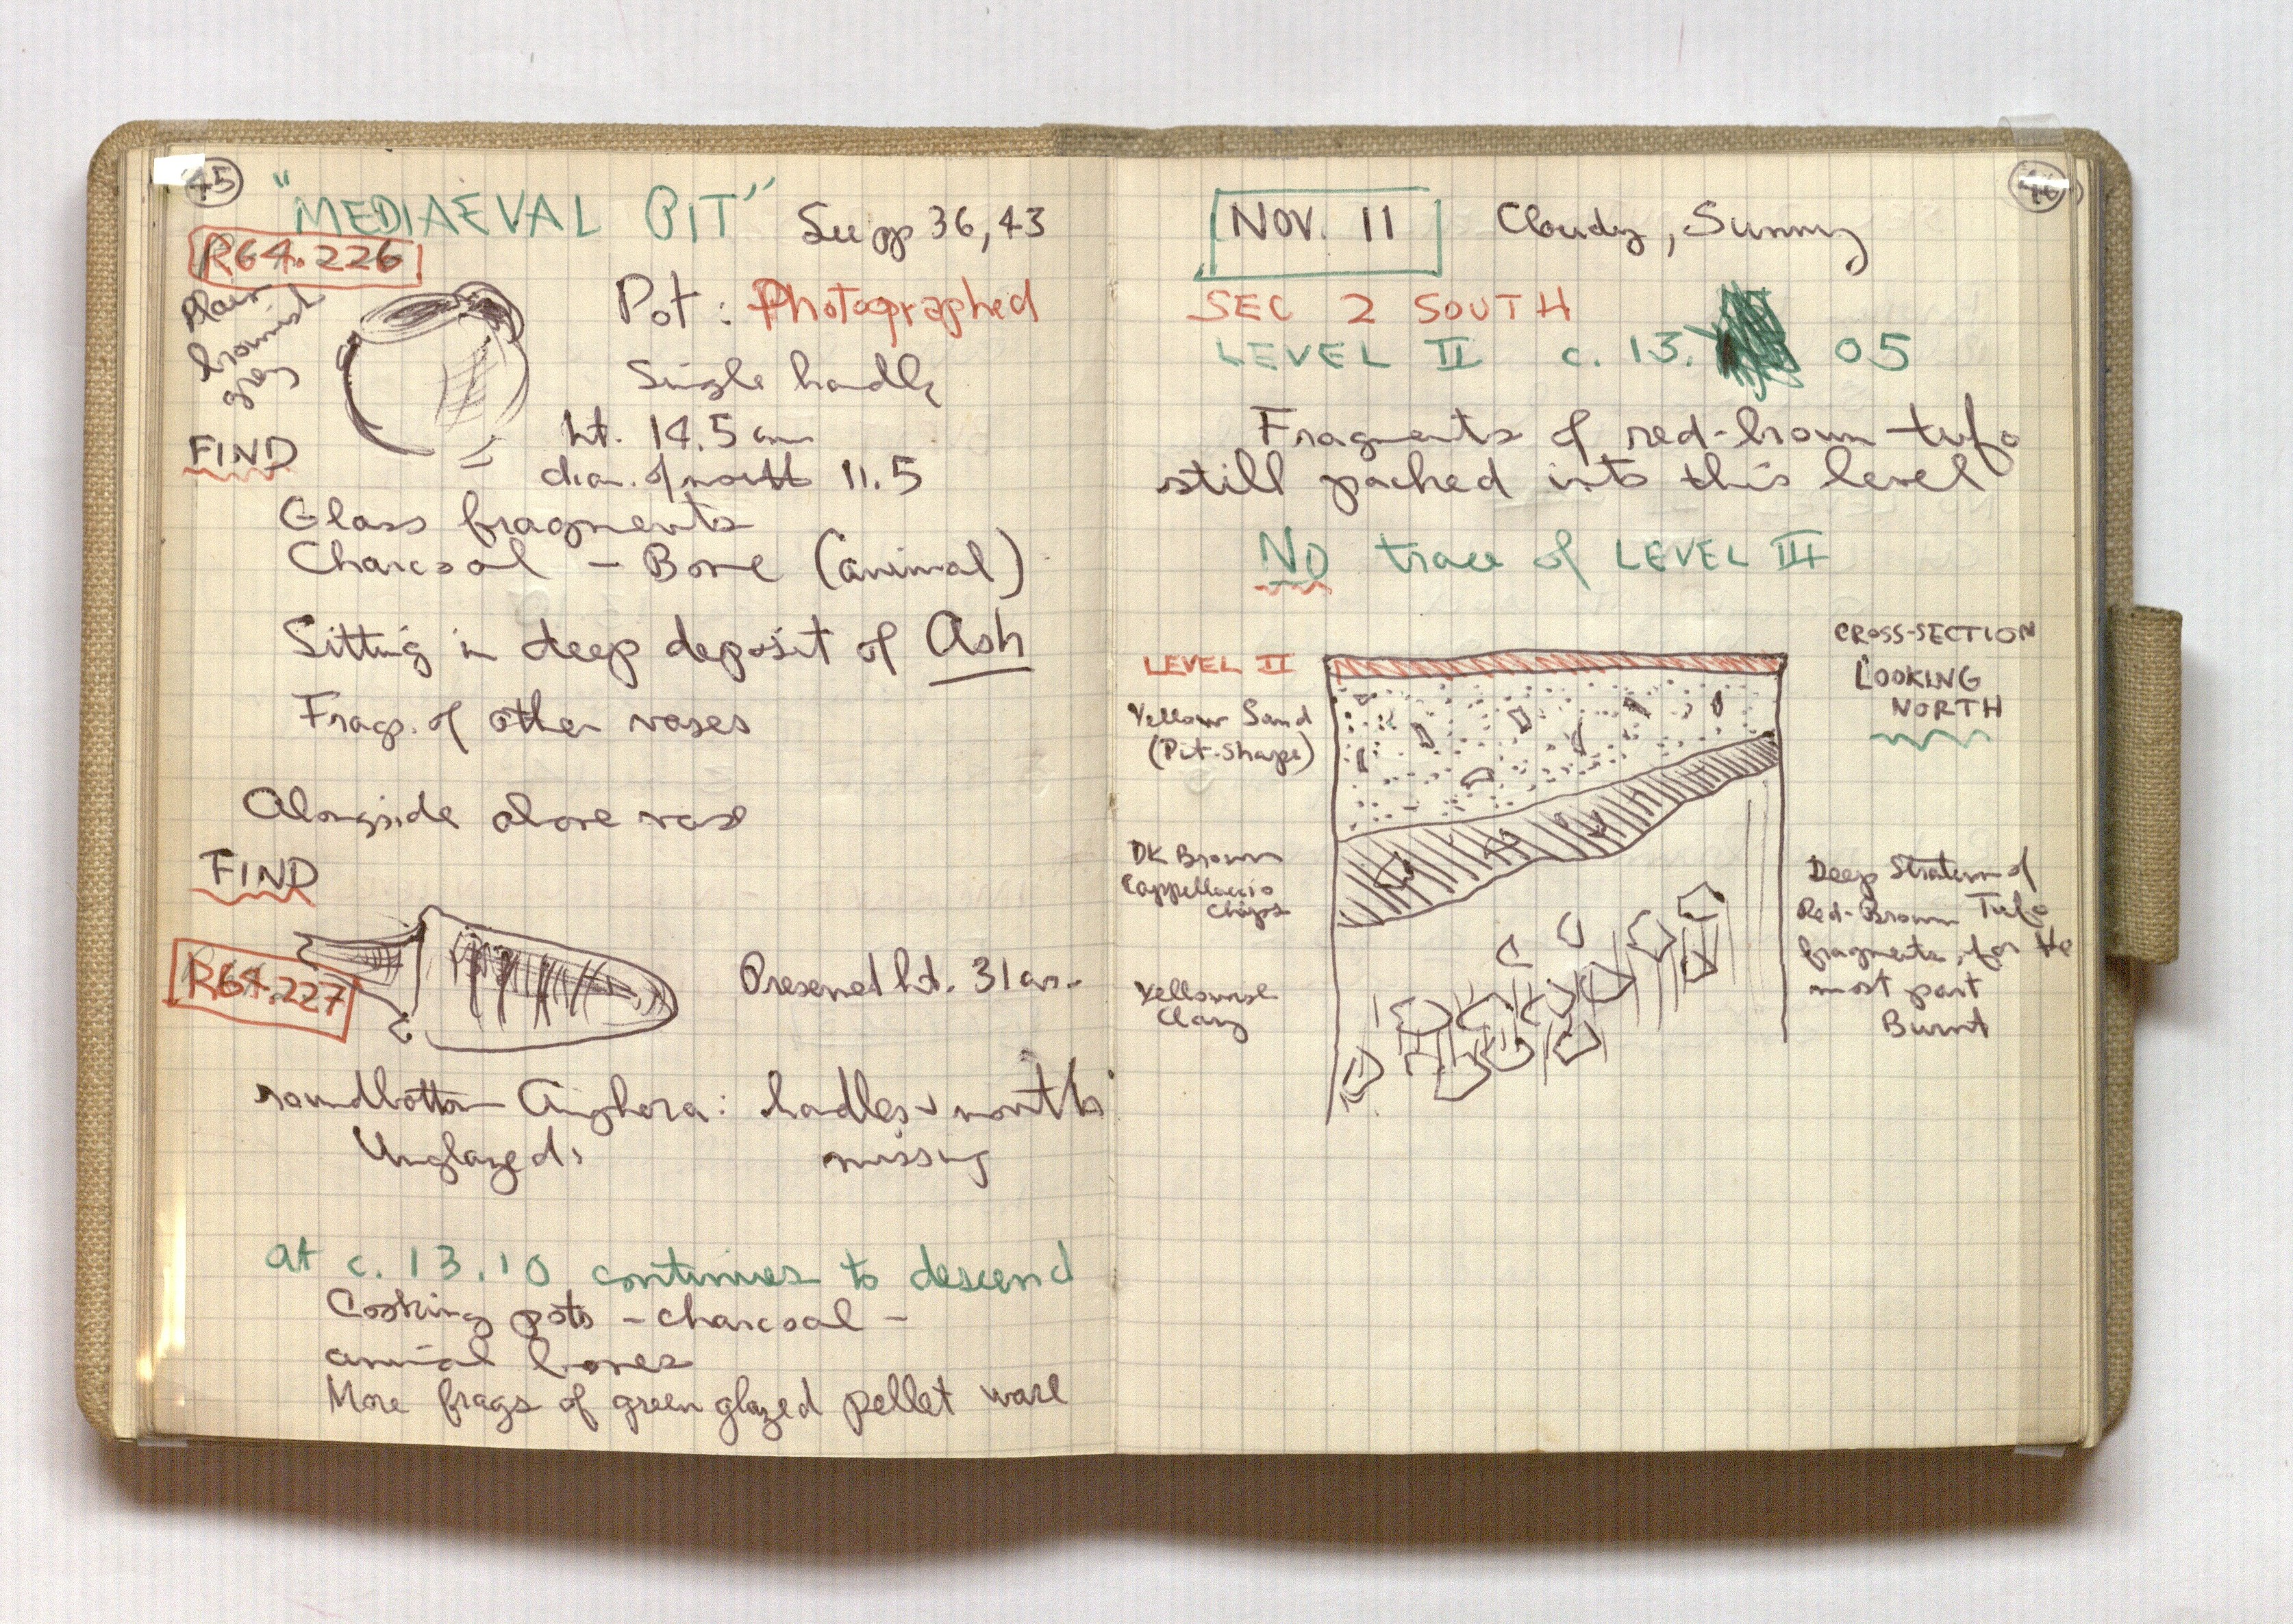 45
"MEDIAEVAL PIT" See pp 36, 43
R64.226
Plain
brownish
grey
Pot : Photographed
Single handle
FIND
ht. 14.5 cm
diam. of mouth 11.5
Glass fragments
Charcoal - Bone (animal)
Sitting in deep deposit of Ash
Frags. of other vases
Alongside above vase
FIND
R64.227
Preserved ht. 31 cm.
roundbottom Amphora: handles + mouth
Unglazed: missing
at c. 13.10 continues to descend
Cooking pots - charcoal -
animal bones
More frags of green glazed pellet ware
46
NOV. 11 Cloudy, Sunny
SEC 2 SOUTH
LEVEL II c. 13. 05
Fragments of red-brown tufo
still packed into this level
NO trace of LEVEL III
CROSS-SECTION
LOOKING
NORTH
LEVEL II
Yellow Sand
(Pit-Shape)
DK Brown
Cappellaccio
Chips
Yellowish
Clay
Deep Stratum of
Red-Brown Tufo
fragments, for the
most part
Burnt